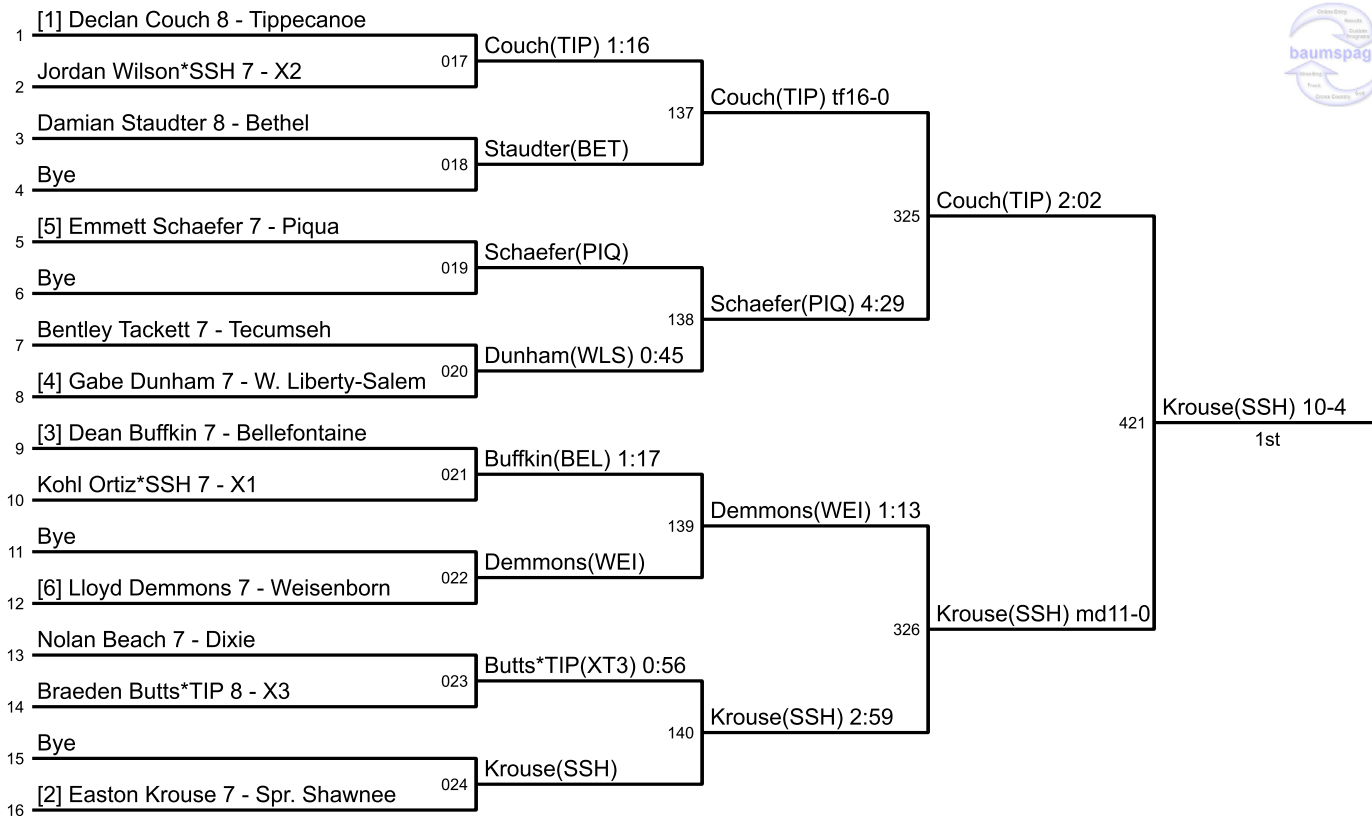 [1] Declan Couch 8 - Tippecanoe
1
Jordan Wilson*SSH 7 - X2
2
Damian Staudter 8 - Bethel
3
Bye
4
[5] Emmett Schaefer 7 - Piqua
5
Bye
6
Bentley Tackett 7 - Tecumseh
7
[4] Gabe Dunham 7 - W. Liberty-Salem
8
[3] Dean Buffkin 7 - Bellefontaine
9
Kohl Ortiz*SSH 7 - X1
10
Bye
11
[6] Lloyd Demmons 7 - Weisenborn
12
Nolan Beach 7 - Dixie
13
Braeden Butts*TIP 8 - X3
14
Bye
15
[2] Easton Krouse 7 - Spr. Shawnee
16
017
Couch(TIP) 1:16
018
Staudter(BET)
019
Schaefer(PIQ)
020
Dunham(WLS) 0:45
021
Buffkin(BEL) 1:17
022
Demmons(WEI)
023
Butts*TIP(XT3) 0:56
024
Krouse(SSH)
137
Couch(TIP) tf16-0
138
Schaefer(PIQ) 4:29
139
Demmons(WEI) 1:13
140
Krouse(SSH) 2:59
325
Couch(TIP) 2:02
326
Krouse(SSH) md11-0
421
Krouse(SSH) 10-4
1st
baumspag